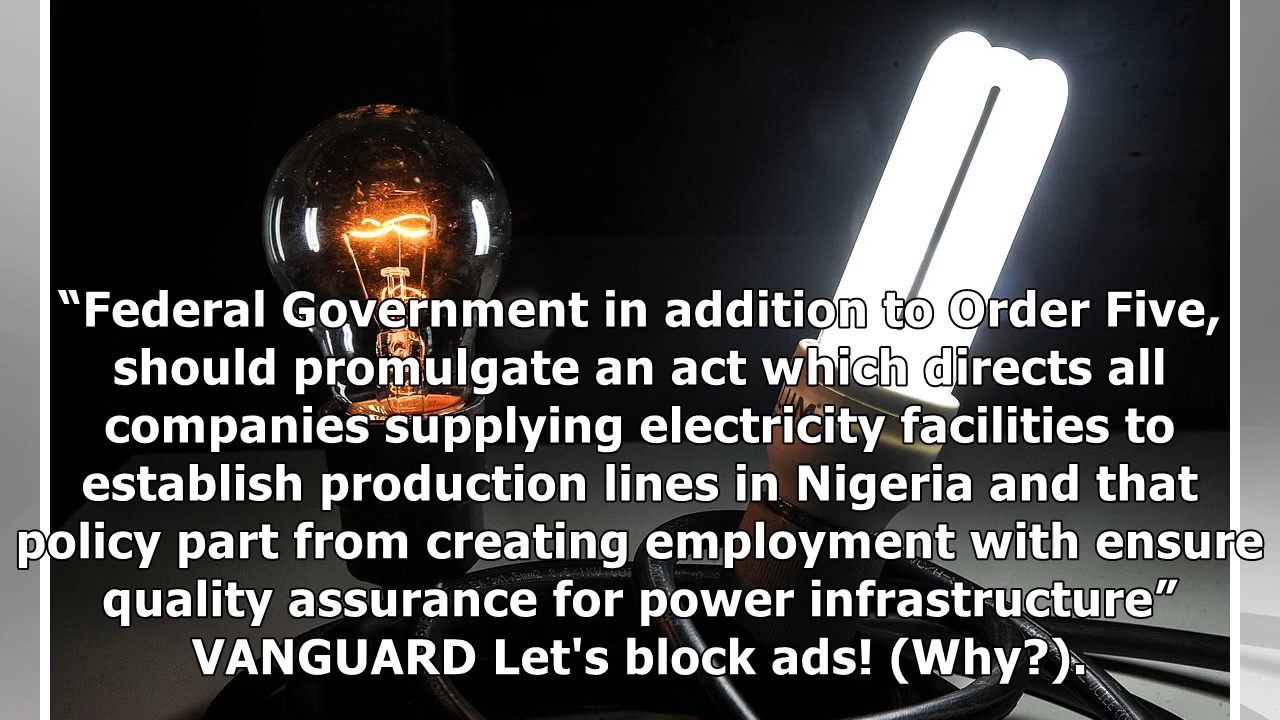 “Federal Government in addition to Order Five,
should promulgate an act which directs all
companies supplying electricity facilities to
establish production lines in Nigeria and that
policy part from creating employment with ensure
quality assurance for power infrastructure”
VANGUARD Let's block ads! (Why?).